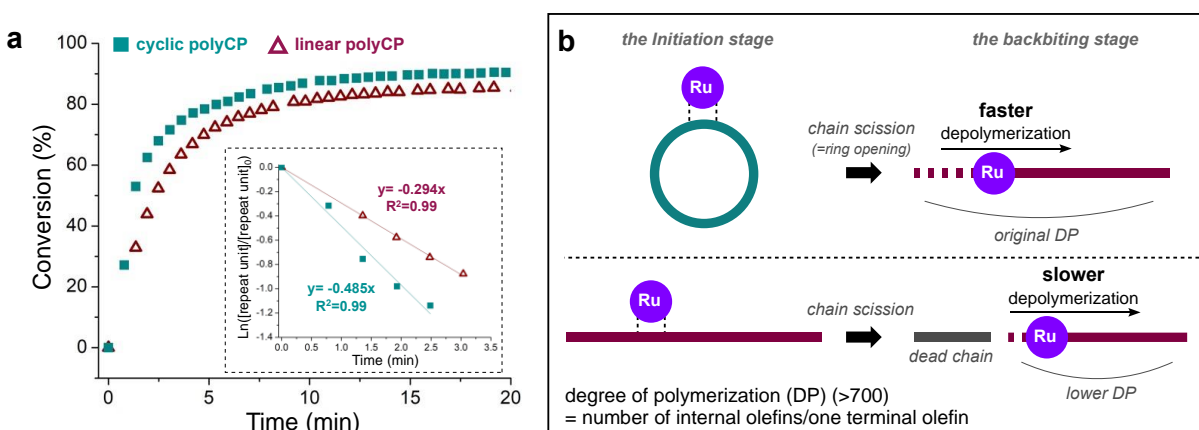 a
cyclic polyCP
linear polyCP
Conversion (%)
100
80
60
40
20
0
0
5
10
15
20
Time (min)
Ln([repeat unit]/[repeat unit]₀)
0.0
-0.2
-0.4
-0.6
-0.8
-1.0
-1.2
-1.4
0.0 0.5 1.0 1.5 2.0 2.5 3.0 3.5
Time (min)
y= -0.294x
R²=0.99
y= -0.485x
R²=0.99
b
the Initiation stage
the backbiting stage
Ru
chain scission
(=ring opening)
faster
depolymerization
Ru
original DP
Ru
chain scission
slower
depolymerization
Ru
dead chain
lower DP
degree of polymerization (DP) (>700)
= number of internal olefins/one terminal olefin